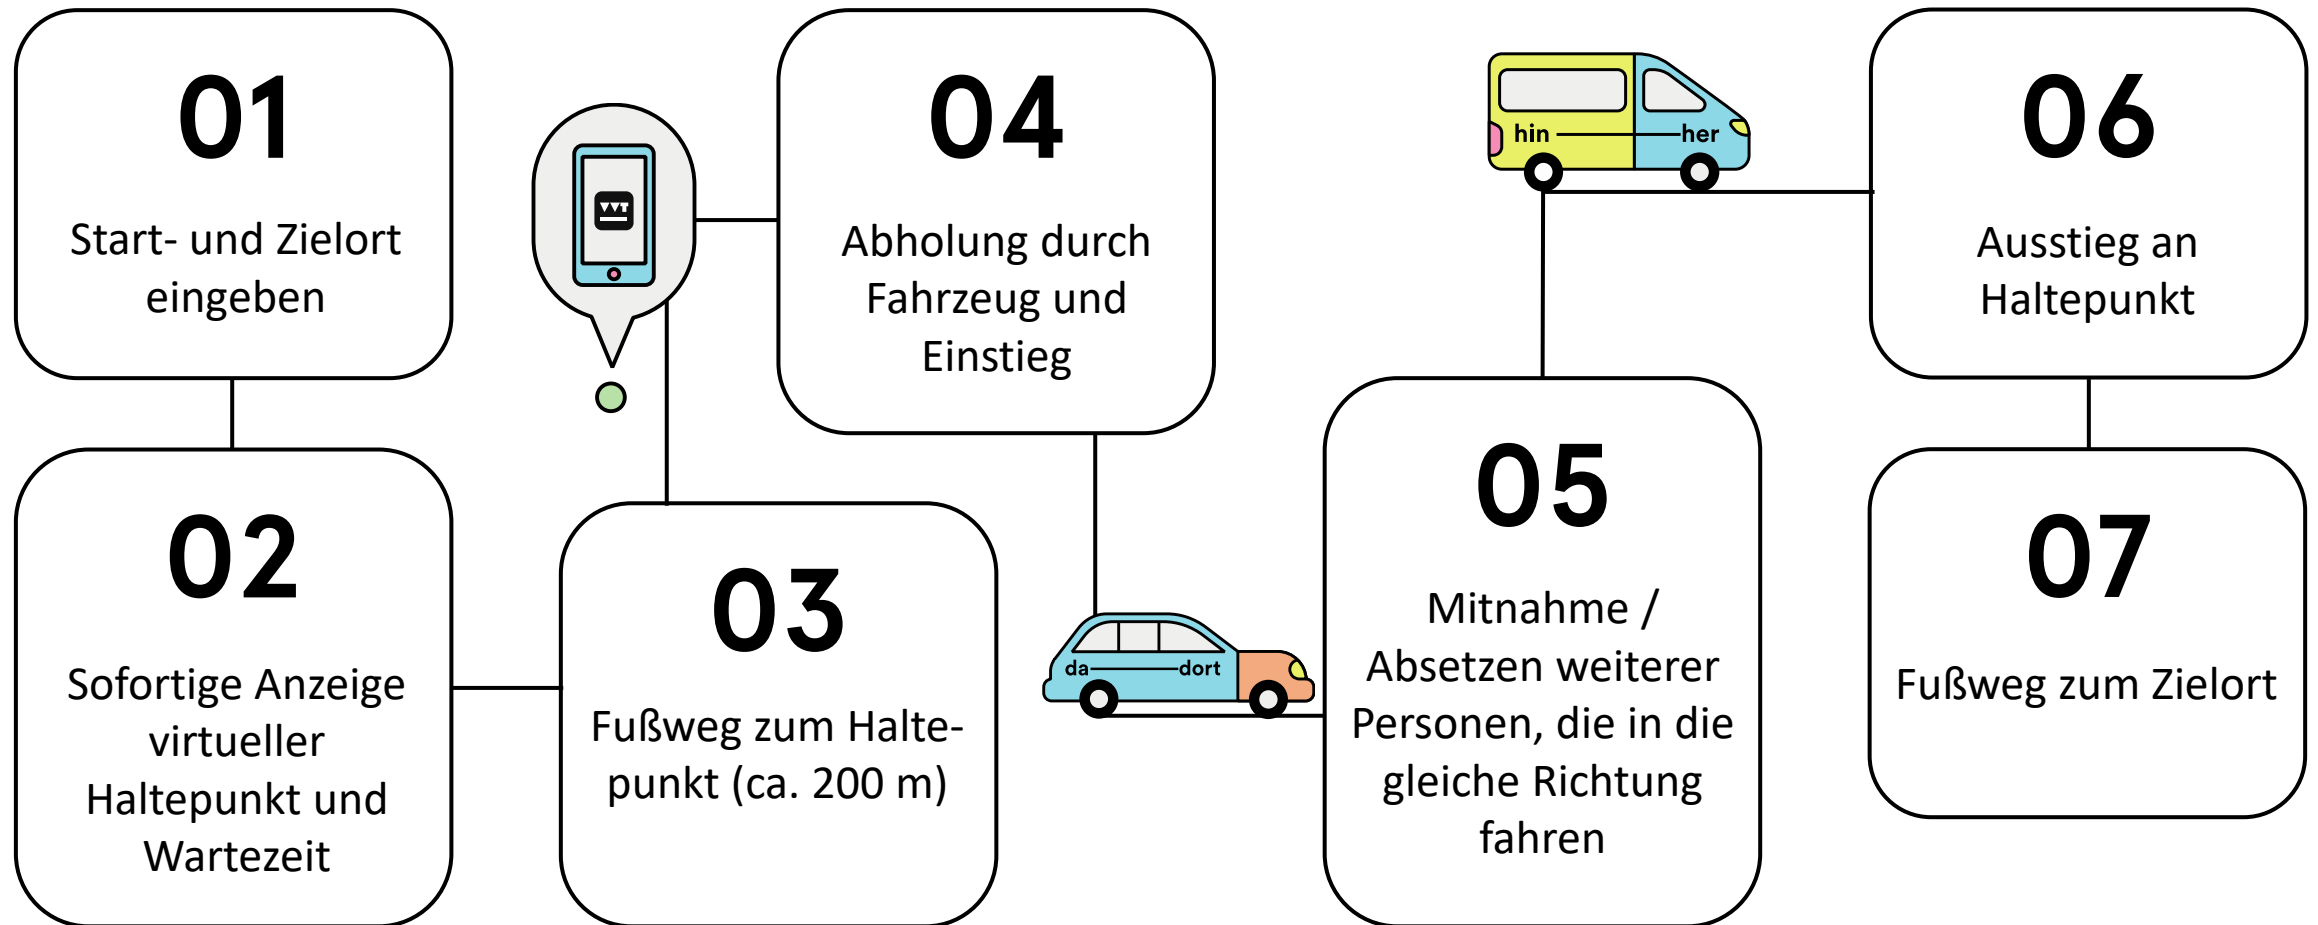 01
Start- und Zielort
eingeben
02
Sofortige Anzeige
virtueller
Haltepunkt und
Wartezeit
03
Fußweg zum Halte-
punkt (ca. 200 m)
VVT
04
Abholung durch
Fahrzeug und
Einstieg
da dort
05
Mitnahme /
Absetzen weiterer
Personen, die in die
gleiche Richtung
fahren
hin her
06
Ausstieg an
Haltepunkt
07
Fußweg zum Zielort